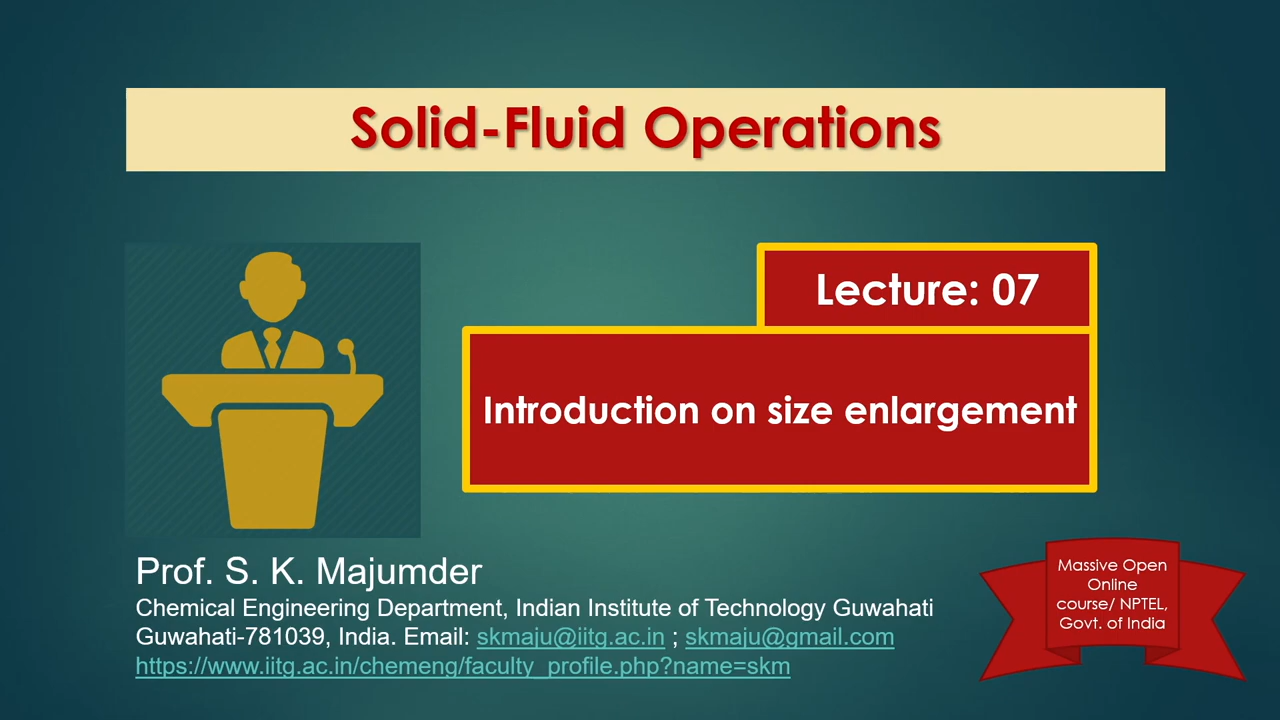 Solid-Fluid Operations
Lecture: 07
Introduction on size enlargement
Prof. S. K. Majumder
Chemical Engineering Department, Indian Institute of Technology Guwahati
Guwahati-781039, India. Email: skmaju@iitg.ac.in ; skmaju@gmail.com
https://www.iitg.ac.in/chemeng/faculty_profile.php?name=skm
Massive Open
Online
course/ NPTEL,
Govt. of India